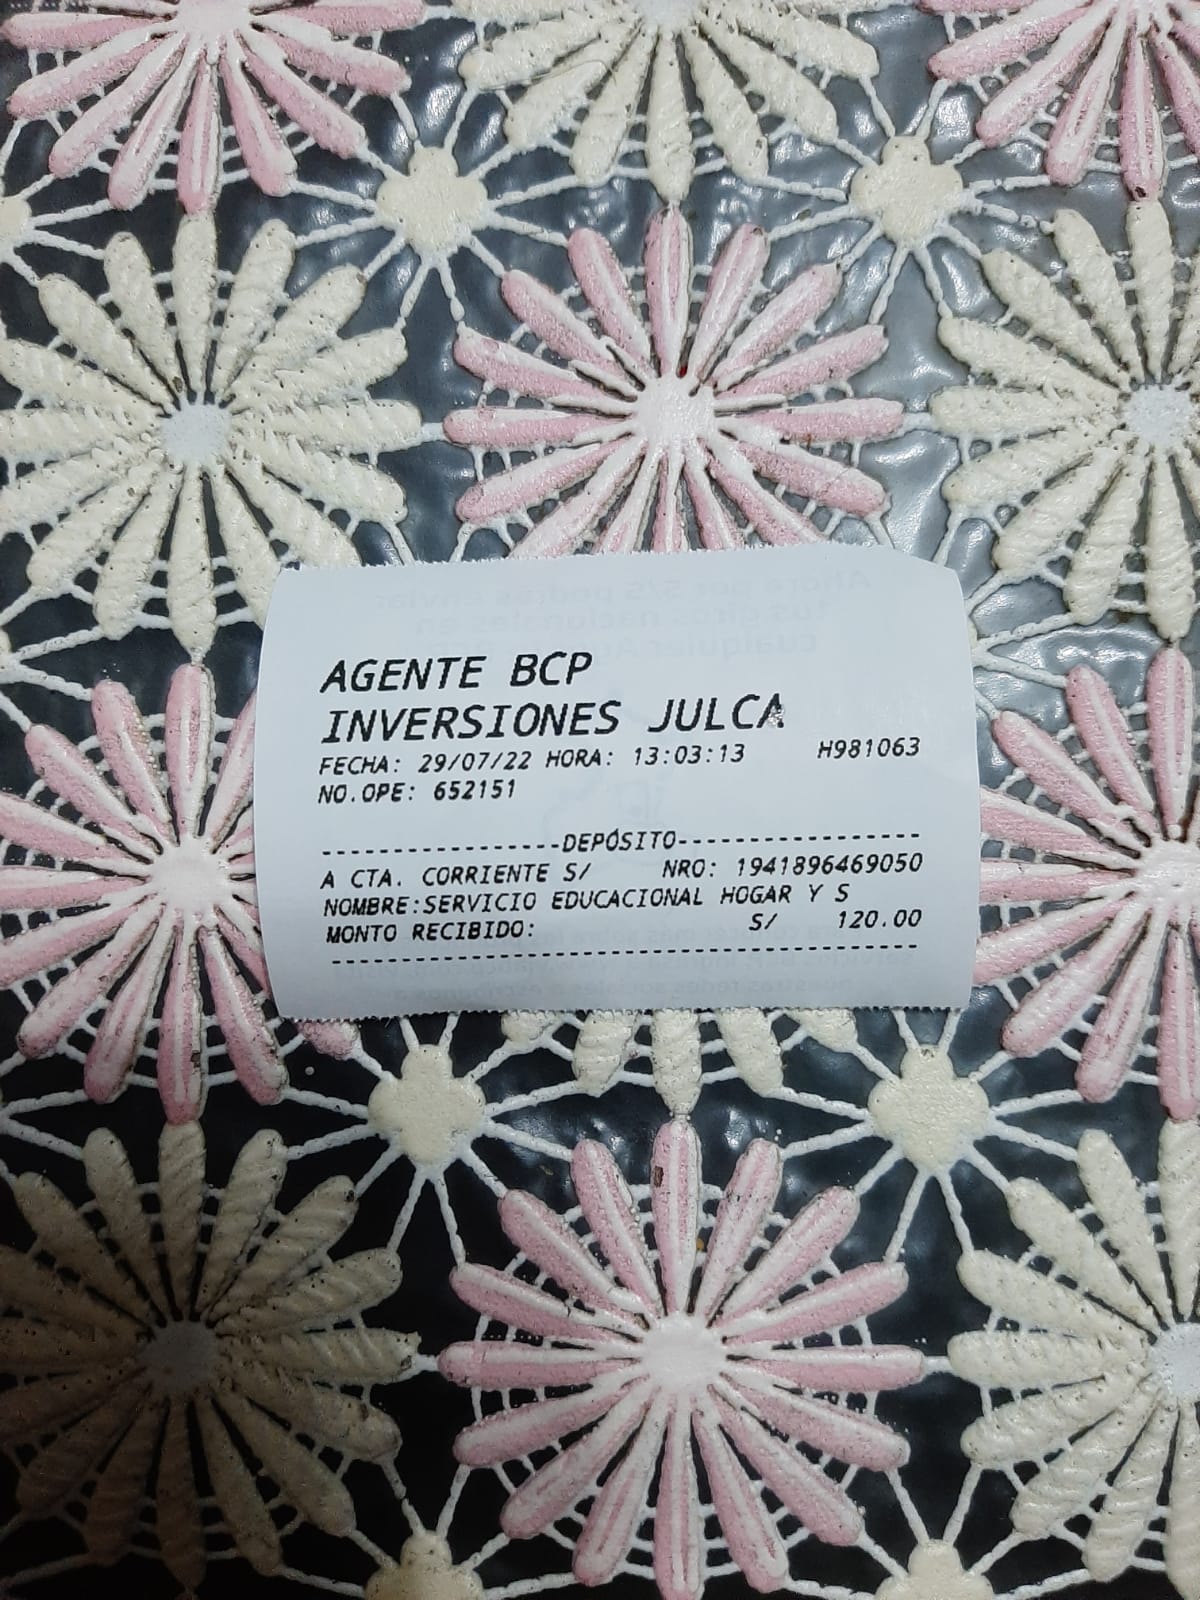 AGENTE BCP
INVERSIONES JULCA
FECHA: 29/07/22 HORA: 13:03:13 H981063
NO.OPE: 652151
-----------------DEPÓSITO-----------------
A CTA. CORRIENTE S/ NRO: 1941896469050
NOMBRE:SERVICIO EDUCACIONAL HOGAR Y S
MONTO RECIBIDO: S/ 120.00
------------------------------------------